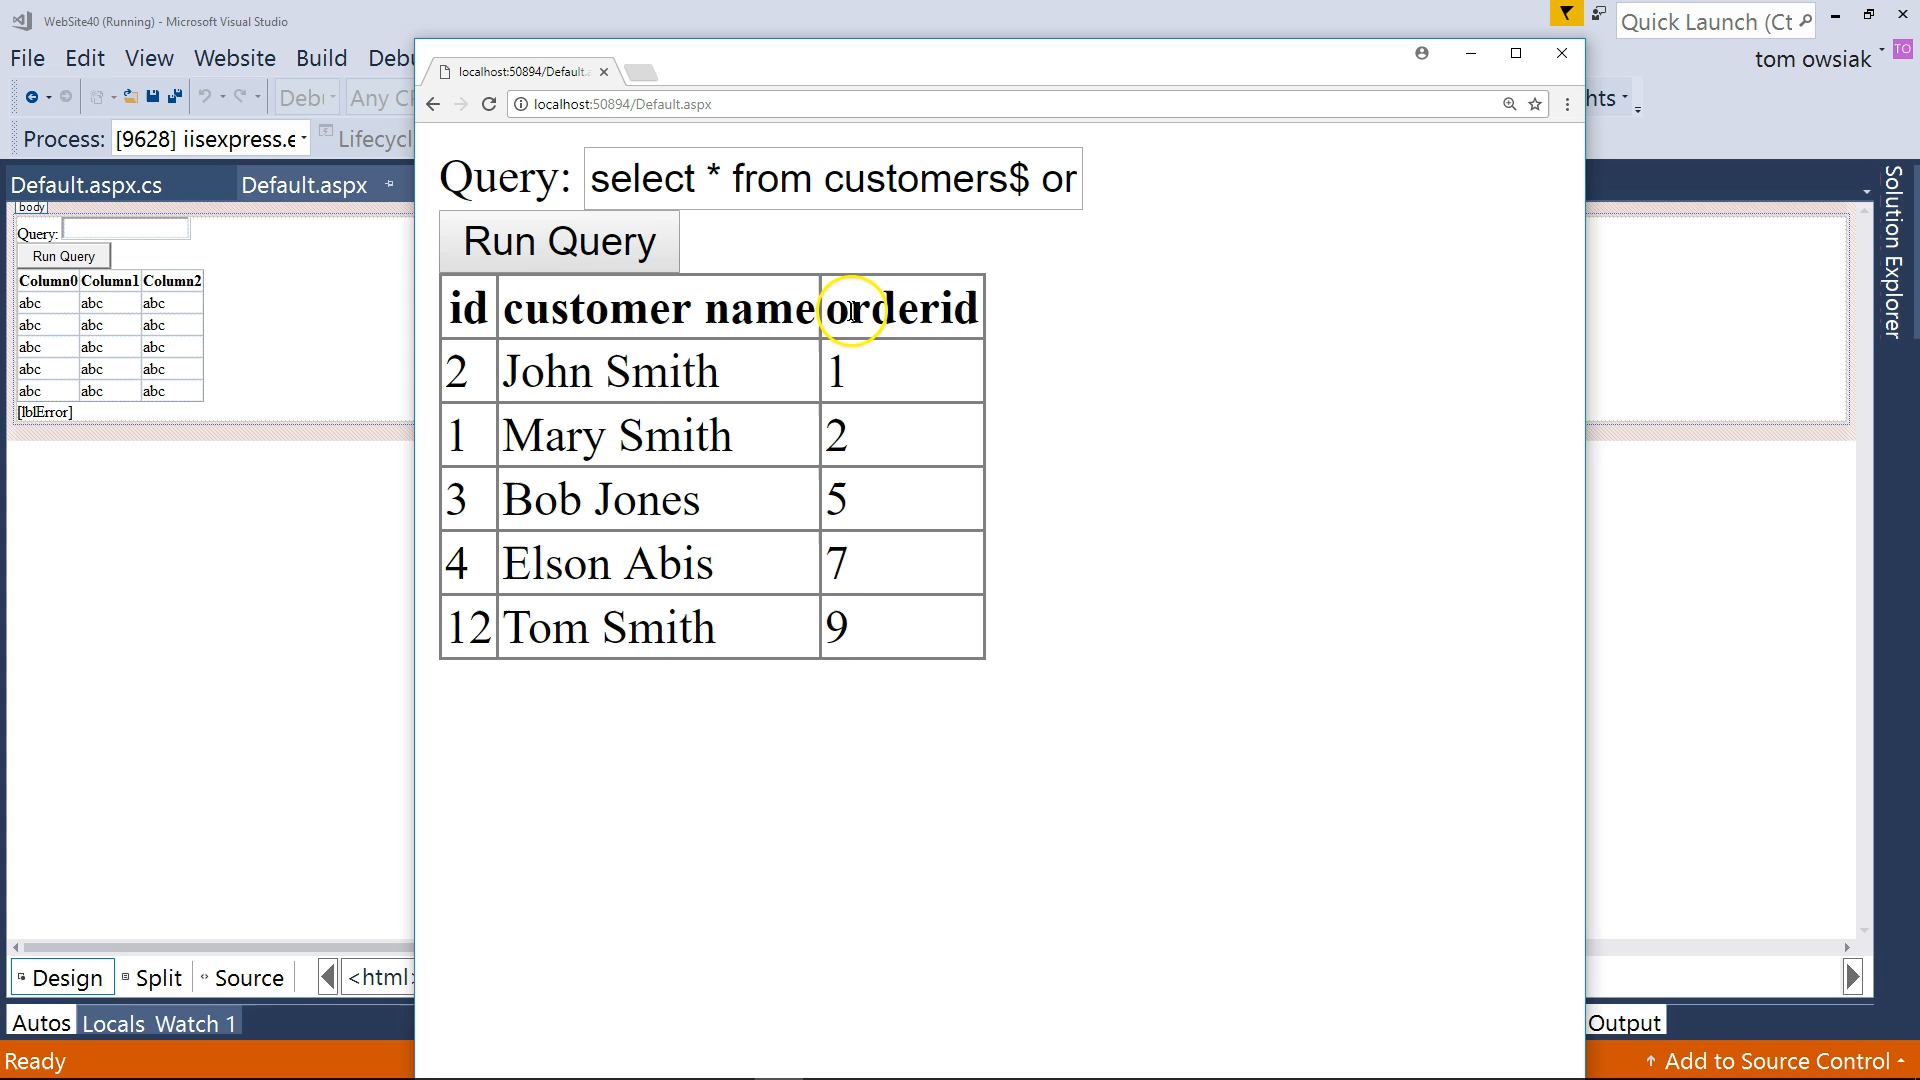 WebSite40 (Running) - Microsoft Visual Studio
Quick Launch (Ct
File Edit View Website Build Debu
tom owsiak TO
Debu Any CP
hts
Process: [9628] iisexpress.e Lifecycl
localhost:50894/Default.
localhost:50894/Default.aspx
Default.aspx.cs Default.aspx
Solution Explorer
body
Query:
Run Query
Column0 Column1 Column2
abc abc abc
abc abc abc
abc abc abc
abc abc abc
abc abc abc
[lblError]
Query: select * from customers$ or
Run Query
id customer name orderid
2 John Smith 1
1 Mary Smith 2
3 Bob Jones 5
4 Elson Abis 7
12 Tom Smith 9
Design Split Source <html>
Autos Locals Watch 1
Output
Ready
Add to Source Control